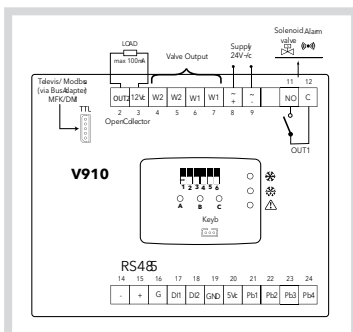 Solenoid Alarm
valve
LOAD
max 100mA
Valve Output
Supply
24V~/c
Televis/ Modbus
(via BusAdapter)
MFK/DMI
TTL
11 12
OUT2 12Vc W2 W2 W1 W1 ~+ ~- NO C
2 3 4 5 6 7 8 9
OpenCollector
OUT1
V910
1 2 3 4 5 6
A B C
Keyb
RS485
14 15 16 17 18 19 20 21 22 23 24
- + G DI1 DI2 GND 5Vc Pb1 Pb2 Pb3 Pb4